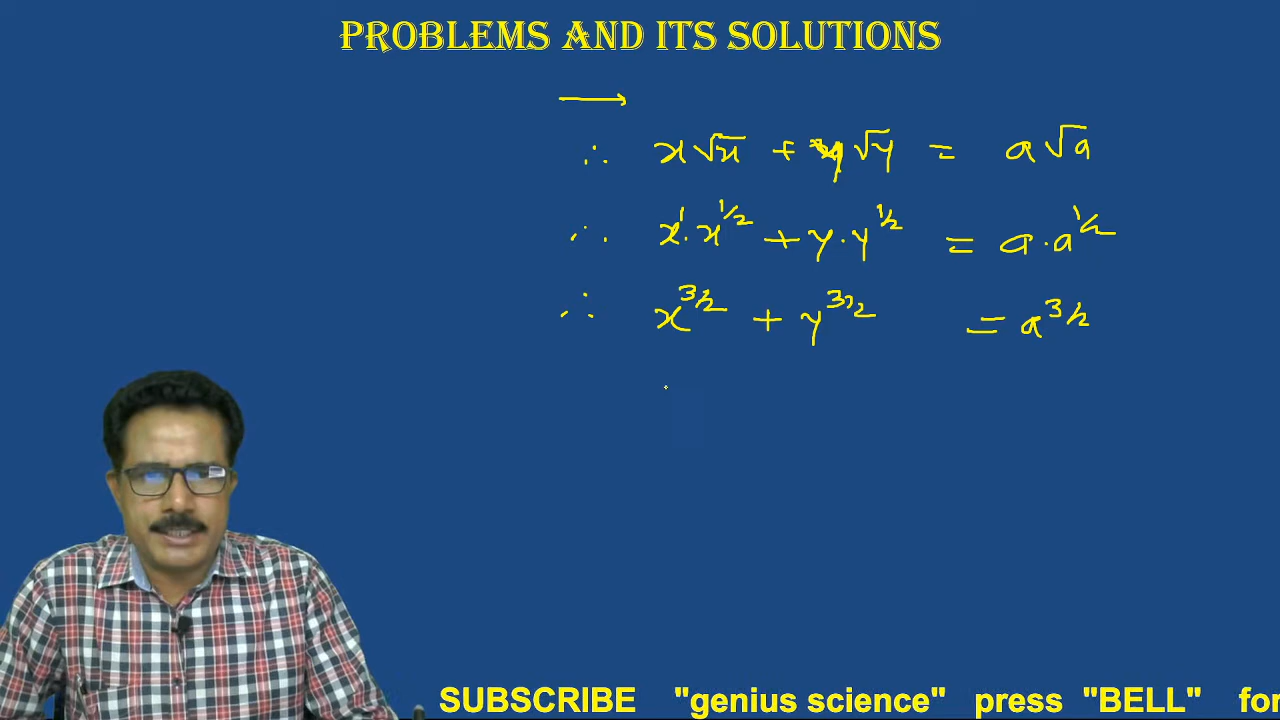 PROBLEMS AND ITS SOLUTIONS
∴ x√x + y√y = a√a
∴ x¹·x^1/2 + y·y^1/2 = a·a^1/2
∴ x^3/2 + y^3/2 = a^3/2
SUBSCRIBE "genius science" press "BELL" for